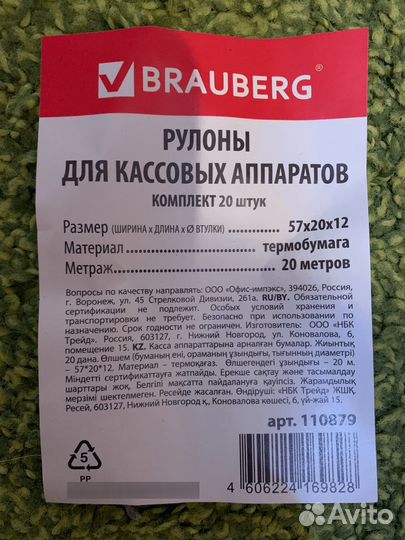 BRAUBERG
РУЛОНЫ
ДЛЯ КАССОВЫХ АППАРАТОВ
КОМПЛЕКТ 20 ШТУК
Размер (ШИРИНА х ДЛИНА х Ø ВТУЛКИ) ............ 57х20х12
Материал ........................ термобумага
Метраж ............................ 20 метров
Вопросы по качеству направлять: ООО «Офис-импэкс», 394026, Россия,
г. Воронеж, ул. 45 Стрелковой Дивизии, 261а. RU/BY. Обязательной
сертификации не подлежит. Особых условий хранения и
транспортировки не требует. Безопасно при использовании по
назначению. Срок годности не ограничен. Изготовитель: ООО «НБК
Трейд». Россия, 603127, г. Нижний Новгород, ул. Коновалова, 6,
помещение 15. KZ. Касса аппараттарына арналған бумалар. Жиынтық
20 дана. Өлшем (буманың ені, ораманың ұзындығы, тығынның диаметрі)
– 57*20*12. Материал – термоқағаз. Өлшегендегі ұзындығы – 20 м.
Міндетті сертификаттауға жатпайды. Ерекше сақтау және тасымалдау
шарттары жоқ. Белгілі мақсатта пайдалануға қауіпсіз. Жарамдылық
мерзімі шектелмеген. Ресейде жасалған. Өндіруші: «НБК Трейд» ЖШҚ,
Ресей, 603127, Нижний Новгород қ., Коновалова көшесі, 6, үй-жай 15.
арт. 110879
5
PP
4 606224 169828
Avito